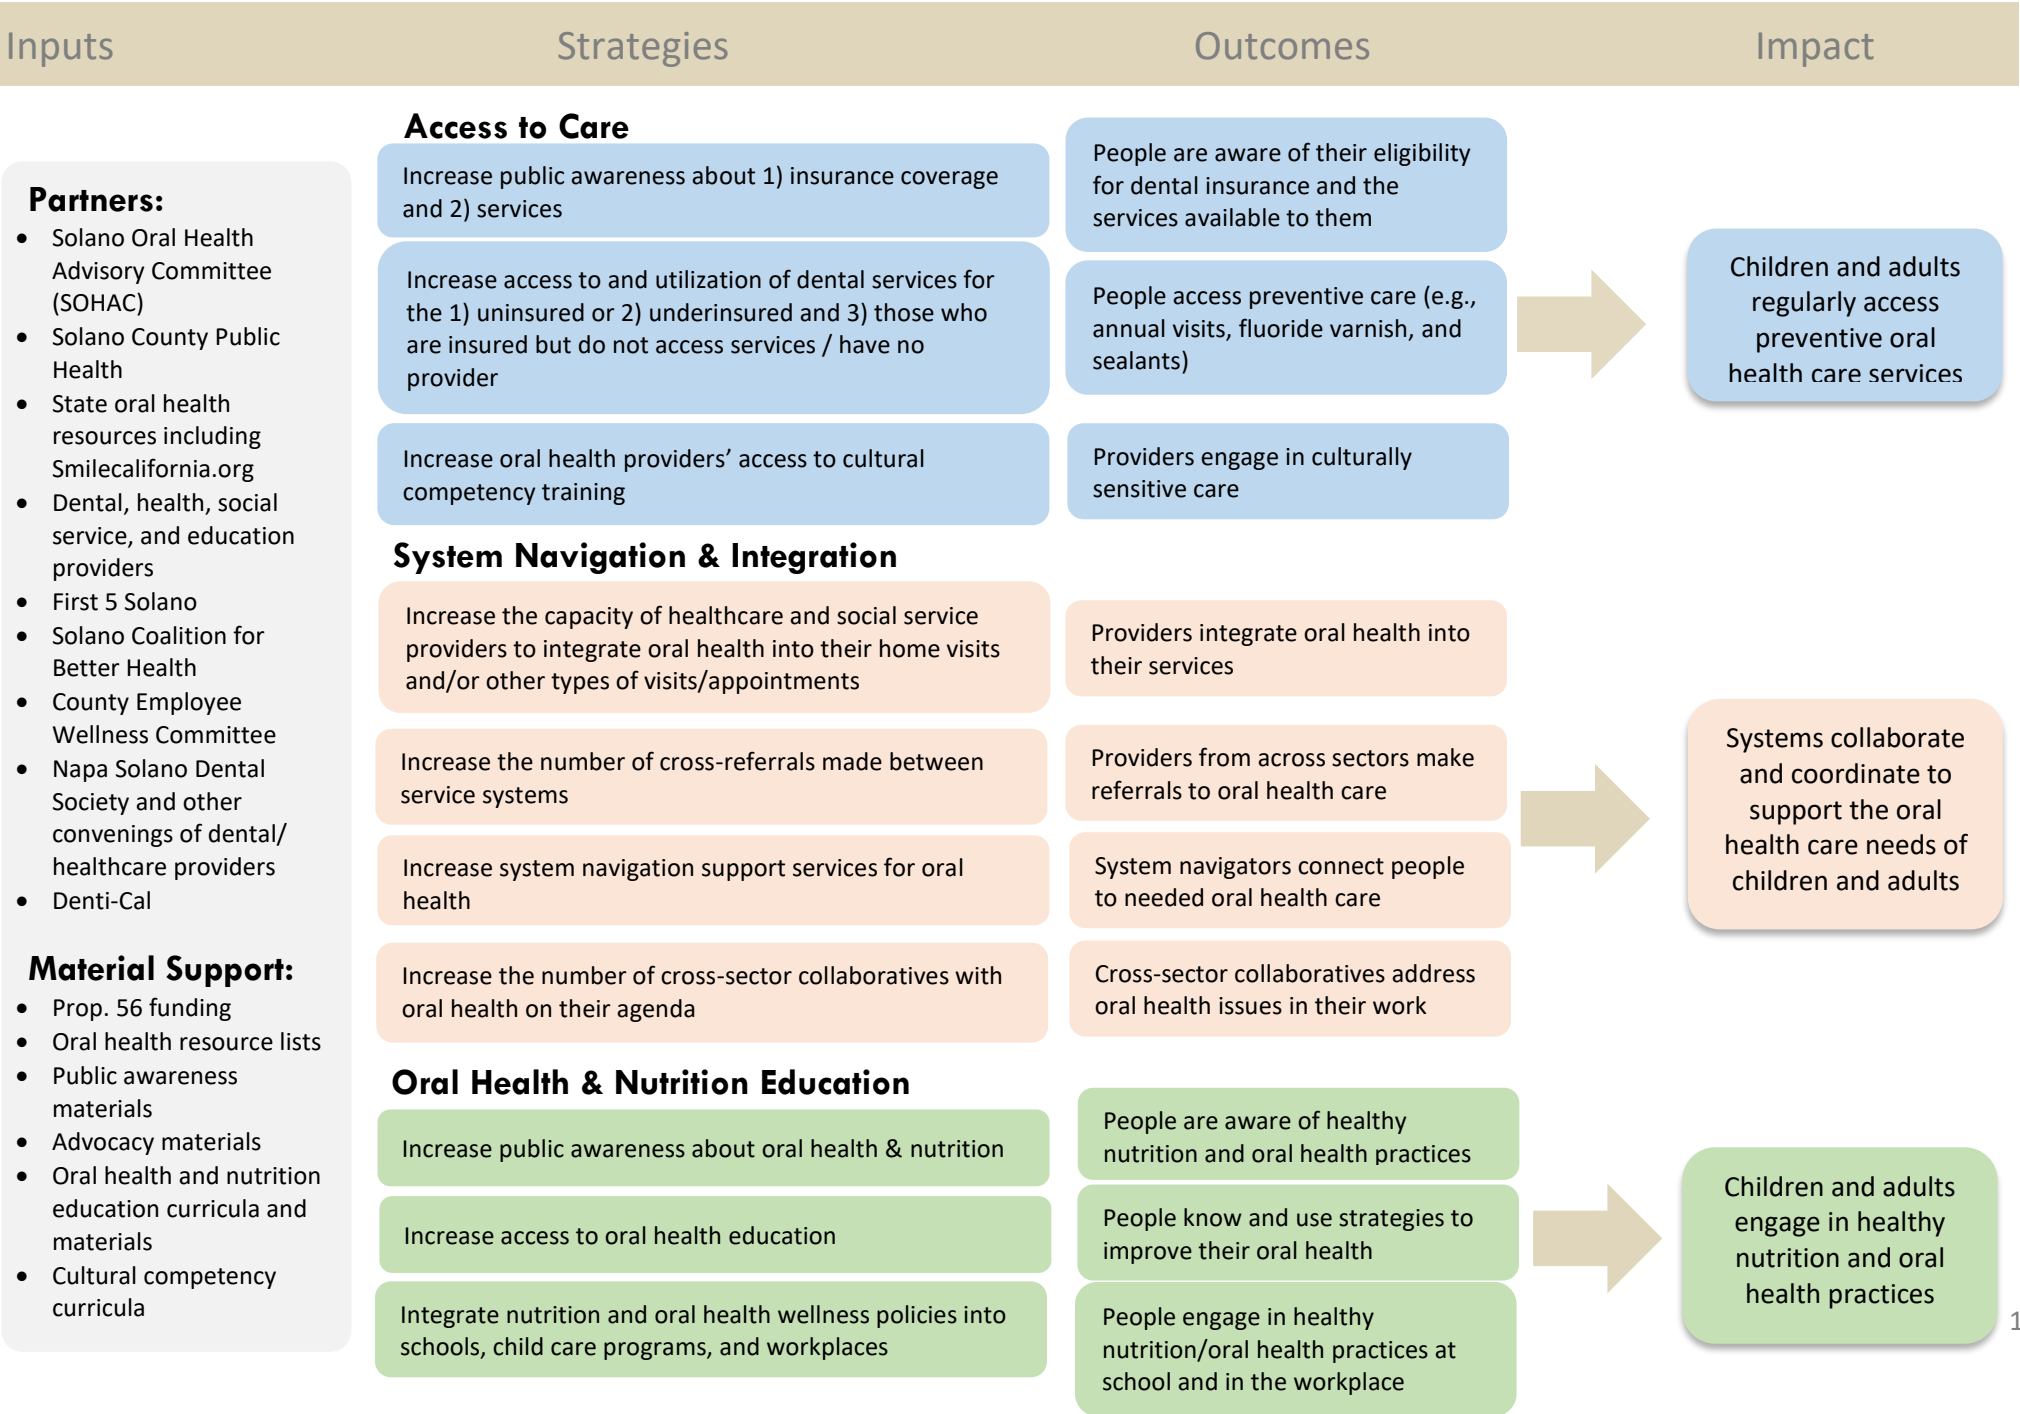 Inputs
Strategies
Outcomes
Impact
Partners:
• Solano Oral Health
Advisory Committee
(SOHAC)
• Solano County Public
Health
• State oral health
resources including
Smilecalifornia.org
• Dental, health, social
service, and education
providers
• First 5 Solano
• Solano Coalition for
Better Health
• County Employee
Wellness Committee
• Napa Solano Dental
Society and other
convenings of dental/
healthcare providers
• Denti-Cal
Material Support:
• Prop. 56 funding
• Oral health resource lists
• Public awareness
materials
• Advocacy materials
• Oral health and nutrition
education curricula and
materials
• Cultural competency
curricula
Access to Care
Increase public awareness about 1) insurance coverage
and 2) services
Increase access to and utilization of dental services for
the 1) uninsured or 2) underinsured and 3) those who
are insured but do not access services / have no
provider
Increase oral health providers’ access to cultural
competency training
People are aware of their eligibility
for dental insurance and the
services available to them
People access preventive care (e.g.,
annual visits, fluoride varnish, and
sealants)
Providers engage in culturally
sensitive care
Children and adults
regularly access
preventive oral
health care services
System Navigation & Integration
Increase the capacity of healthcare and social service
providers to integrate oral health into their home visits
and/or other types of visits/appointments
Increase the number of cross-referrals made between
service systems
Increase system navigation support services for oral
health
Increase the number of cross-sector collaboratives with
oral health on their agenda
Providers integrate oral health into
their services
Providers from across sectors make
referrals to oral health care
System navigators connect people
to needed oral health care
Cross-sector collaboratives address
oral health issues in their work
Systems collaborate
and coordinate to
support the oral
health care needs of
children and adults
Oral Health & Nutrition Education
Increase public awareness about oral health & nutrition
Increase access to oral health education
Integrate nutrition and oral health wellness policies into
schools, child care programs, and workplaces
People are aware of healthy
nutrition and oral health practices
People know and use strategies to
improve their oral health
People engage in healthy
nutrition/oral health practices at
school and in the workplace
Children and adults
engage in healthy
nutrition and oral
health practices
1